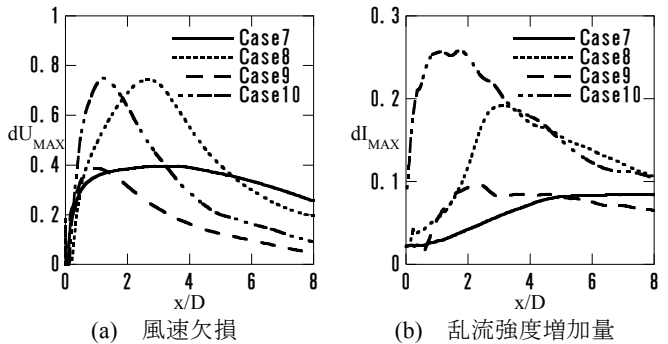 1
0.8
0.6
dU_MAX
0.4
0.2
0
0 2 4 6 8
x/D
Case7
Case8
Case9
Case10
(a) 風速欠損
0.3
0.2
dI_MAX
0.1
0
0 2 4 6 8
x/D
Case7
Case8
Case9
Case10
(b) 乱流強度増加量